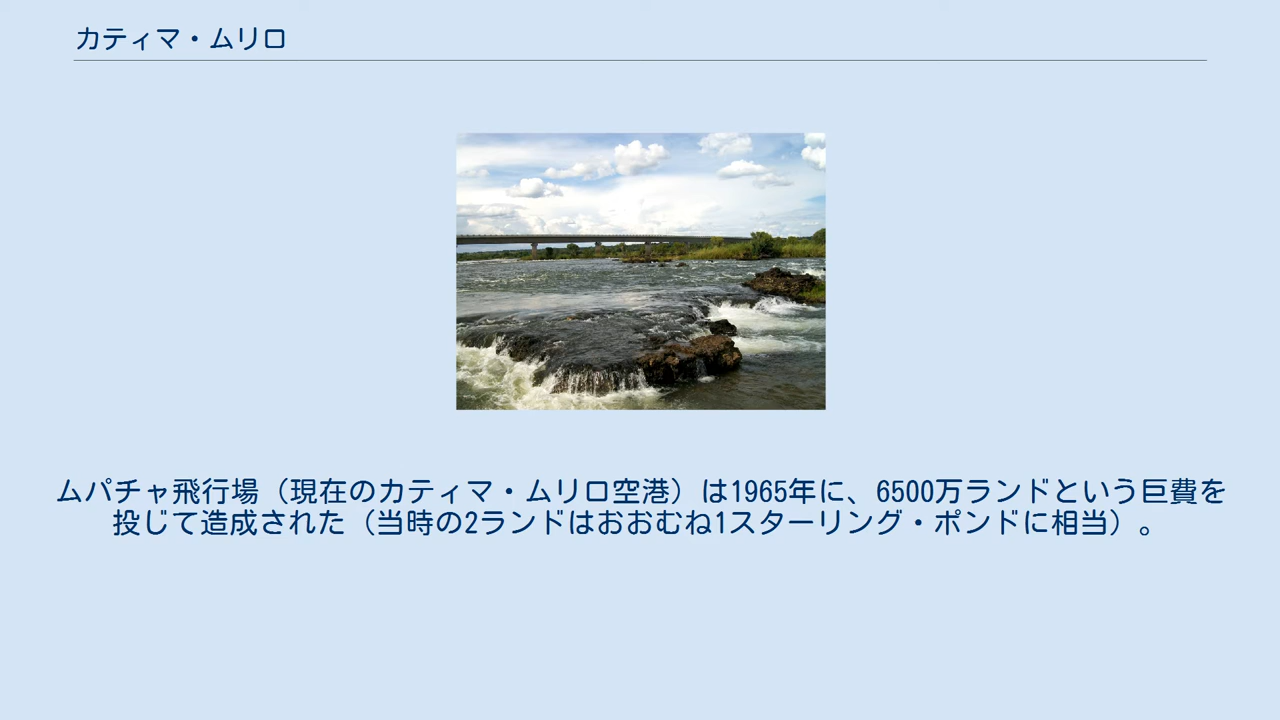 カティマ・ムリロ
ムパチャ飛行場（現在のカティマ・ムリロ空港）は1965年に、6500万ランドという巨費を
投じて造成された（当時の2ランドはおおむね1スターリング・ポンドに相当）。